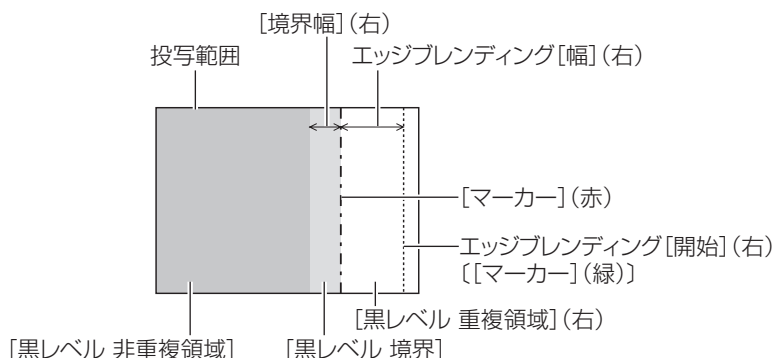 [境界幅](右)
投写範囲
エッジブレンディング[幅](右)
[マーカー](赤)
エッジブレンディング[開始](右)
〔[マーカー](緑)〕
[黒レベル 重複領域](右)
[黒レベル 非重複領域]
[黒レベル 境界]